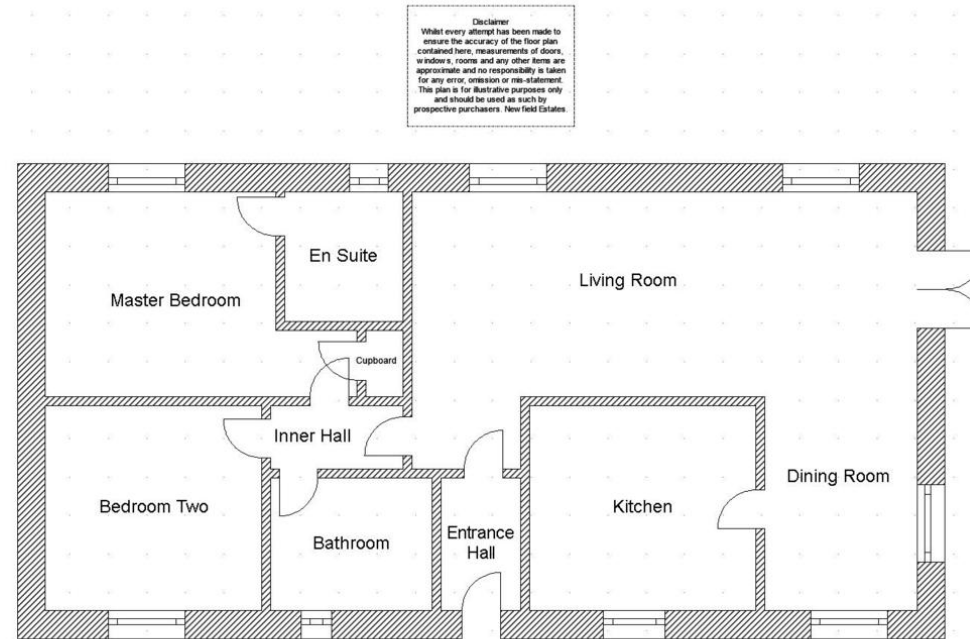 Disclaimer
Whilst every attempt has been made to
ensure the accuracy of the floor plan
contained here, measurements of doors,
windows, rooms and any other items are
approximate and no responsibility is taken
for any error, omission or mis-statement.
This plan is for illustrative purposes only
and should be used as such by
prospective purchasers. Newfield Estates.
En Suite
Living Room
Master Bedroom
Cupboard
Inner Hall
Dining Room
Bedroom Two
Kitchen
Entrance
Hall
Bathroom